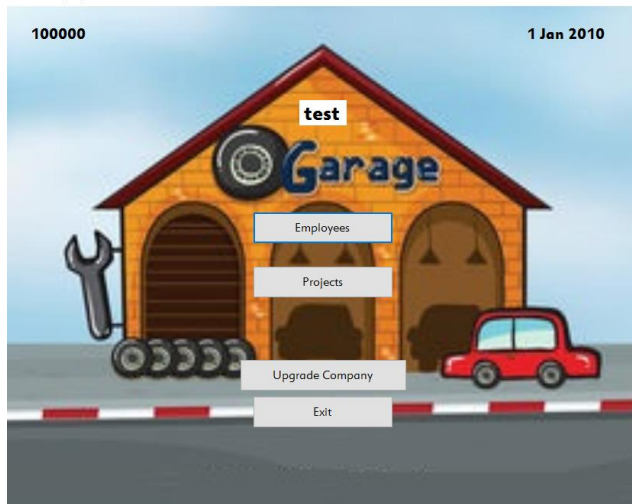 100000
1 Jan 2010
test
Garage
Employees
Projects
Upgrade Company
Exit